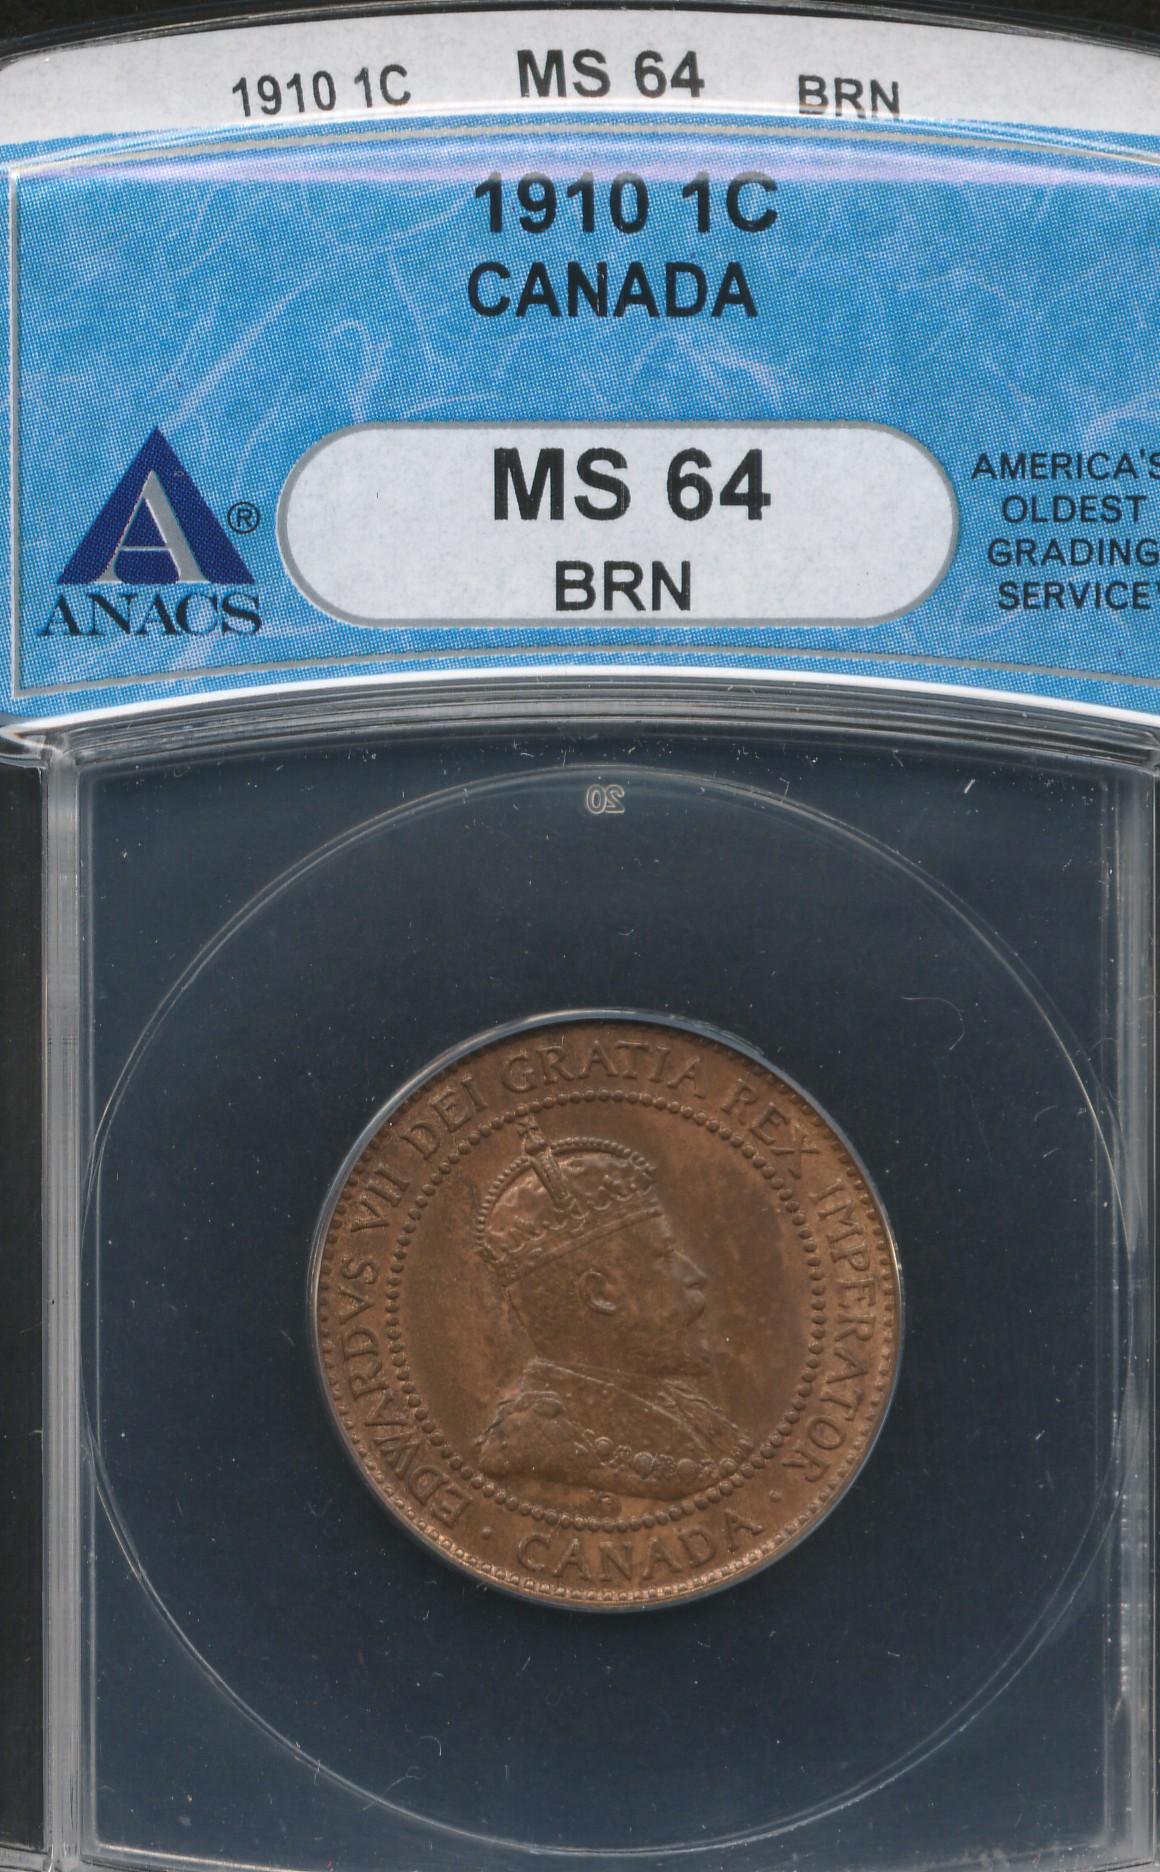 1910 1C MS 64 BRN
1910 1C
CANADA
MS 64
BRN
A®
ANACS
AMERICA'S
OLDEST
GRADING
SERVICE
20
EDWARDVS VII DEI GRATIA REX IMPERATOR
· CANADA ·